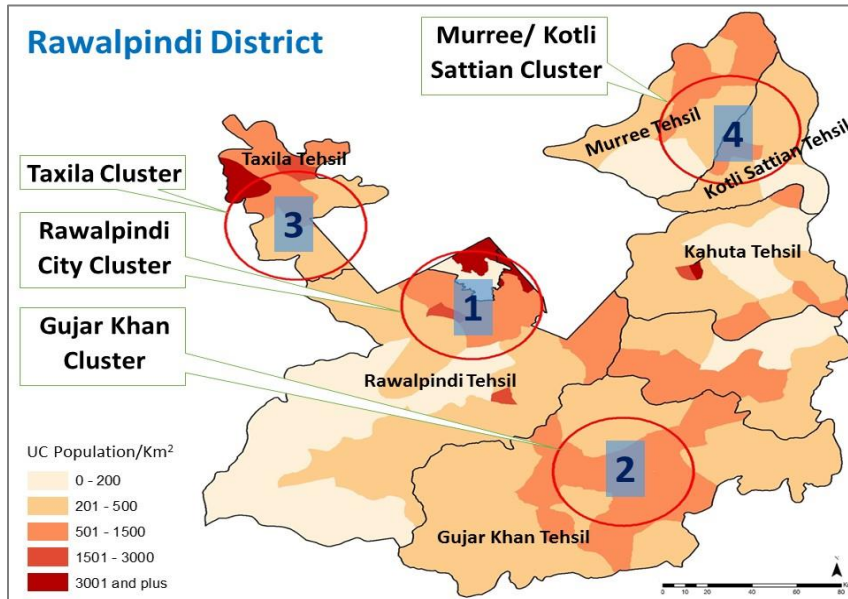 Rawalpindi District
Murree/ Kotli
Sattian Cluster
Taxila Cluster
Rawalpindi
City Cluster
Gujar Khan
Cluster
Taxila Tehsil
Murree Tehsil
Kotli Sattian Tehsil
Kahuta Tehsil
Rawalpindi Tehsil
Gujar Khan Tehsil
4
3
1
2
UC Population/Km²
0 - 200
201 - 500
501 - 1500
1501 - 3000
3001 and plus
N
0 10 20 40 60 80